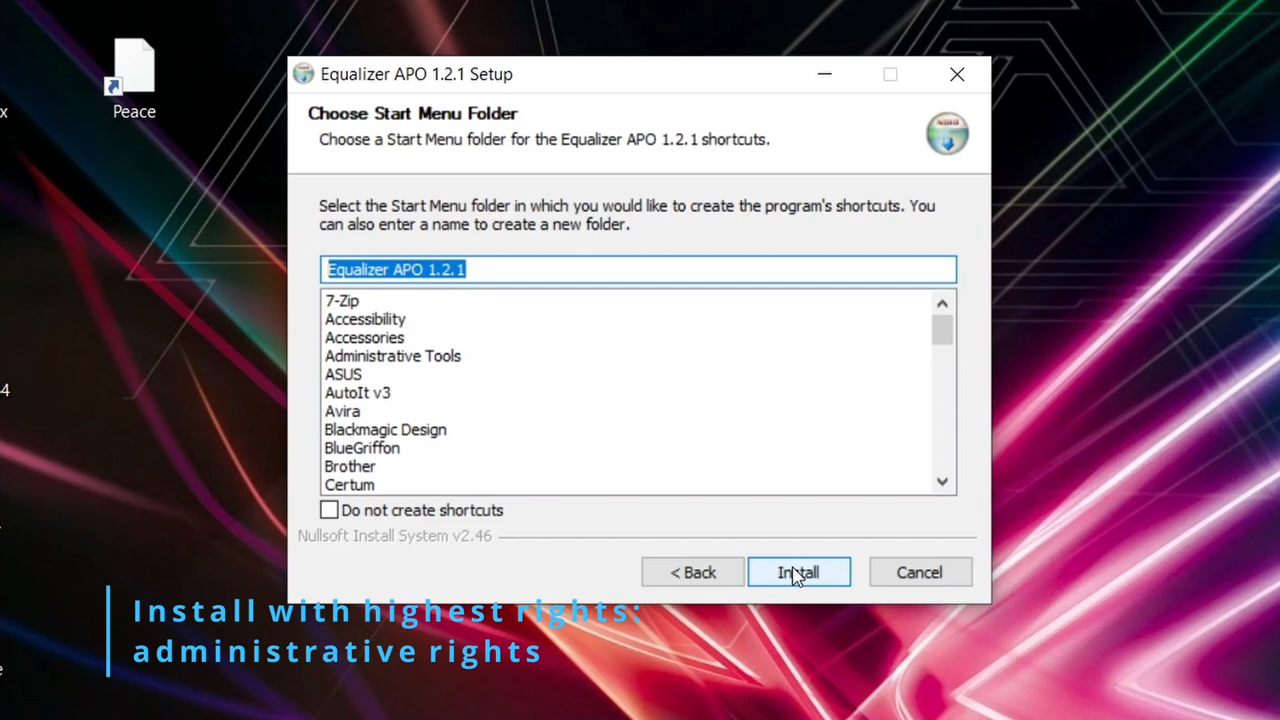 x
Peace
4
e
Equalizer APO 1.2.1 Setup
Choose Start Menu Folder
Choose a Start Menu folder for the Equalizer APO 1.2.1 shortcuts.
Select the Start Menu folder in which you would like to create the program's shortcuts. You
can also enter a name to create a new folder.
Equalizer APO 1.2.1
7-Zip
Accessibility
Accessories
Administrative Tools
ASUS
AutoIt v3
Avira
Blackmagic Design
BlueGriffon
Brother
Certum
Do not create shortcuts
Nullsoft Install System v2.46
< Back
Install
Cancel
Install with highest rights:
administrative rights